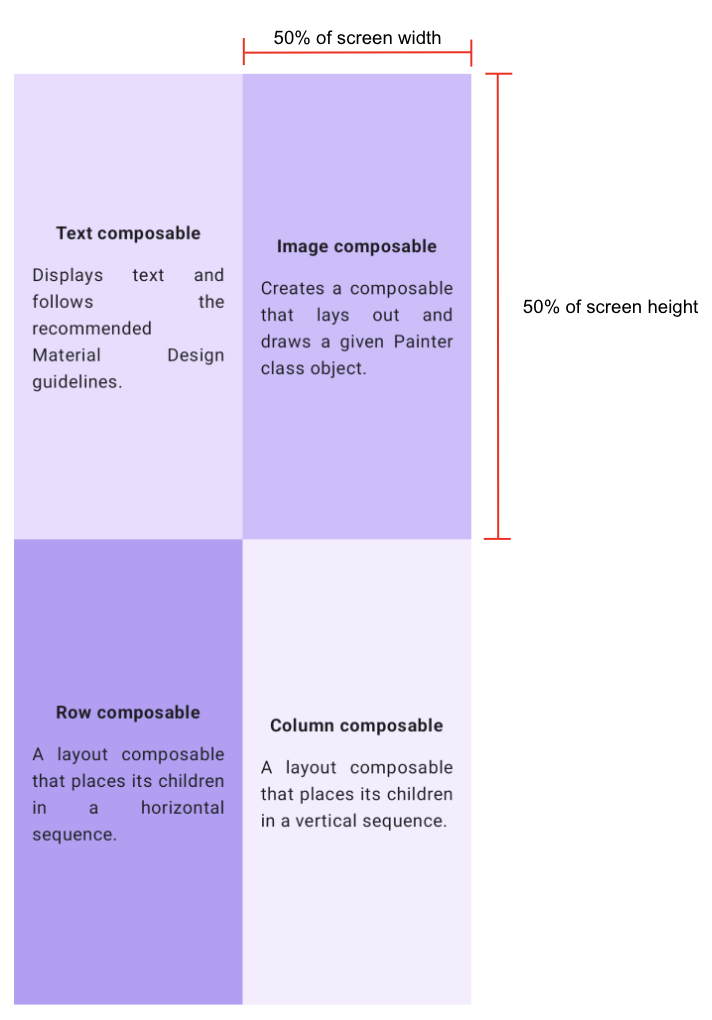 50% of screen width
50% of screen height
Text composable
Displays text and
follows the
recommended
Material Design
guidelines.
Image composable
Creates a composable
that lays out and
draws a given Painter
class object.
Row composable
A layout composable
that places its children
in a horizontal
sequence.
Column composable
A layout composable
that places its children
in a vertical sequence.